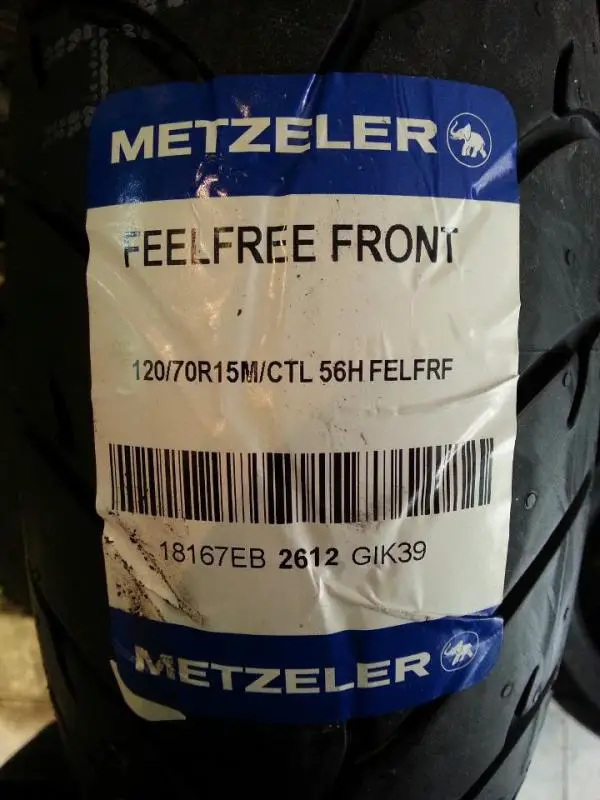 METZELER
FEELFREE FRONT
120/70R15M/CTL 56H FELFRF
18167EB 2612 GIK39
METZELER